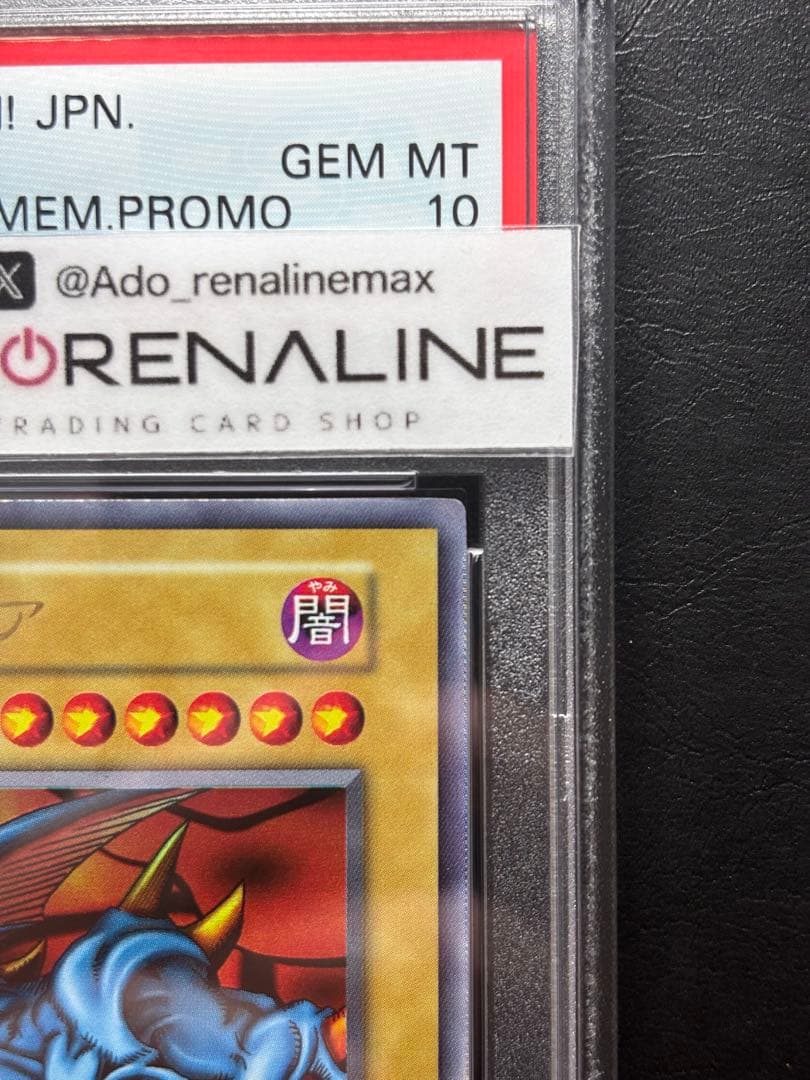 ! JPN.
GEM MT
MEM.PROMO 10
X @Ado_renalinemax
RENALINE
RADING CARD SHOP
やみ
闇